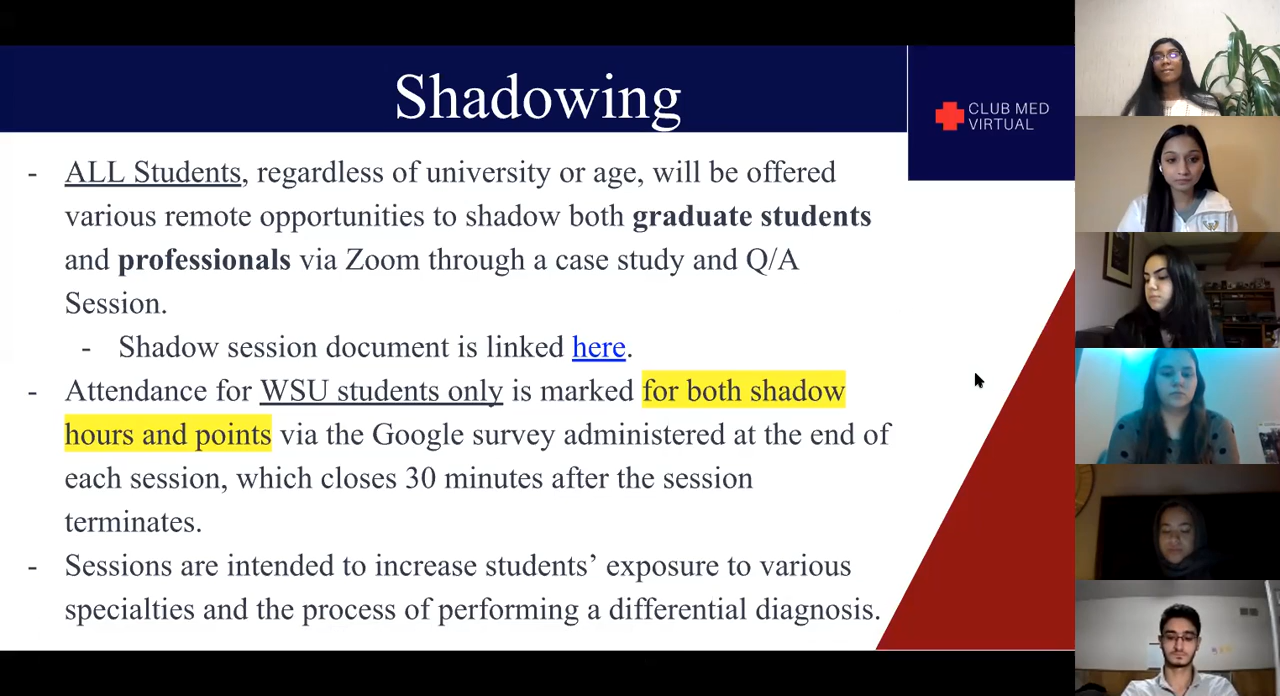 Shadowing
CLUB MED
VIRTUAL
- ALL Students, regardless of university or age, will be offered
various remote opportunities to shadow both graduate students
and professionals via Zoom through a case study and Q/A
Session.
- Shadow session document is linked here.
- Attendance for WSU students only is marked for both shadow
hours and points via the Google survey administered at the end of
each session, which closes 30 minutes after the session
terminates.
- Sessions are intended to increase students’ exposure to various
specialties and the process of performing a differential diagnosis.